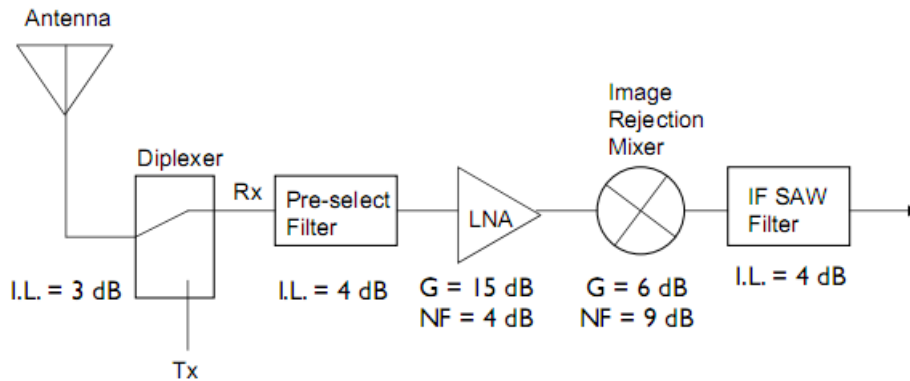 Antenna
Diplexer
Rx
Pre-select
Filter
LNA
Image
Rejection
Mixer
IF SAW
Filter
I.L. = 3 dB
I.L. = 4 dB
G = 15 dB
NF = 4 dB
G = 6 dB
NF = 9 dB
I.L. = 4 dB
Tx